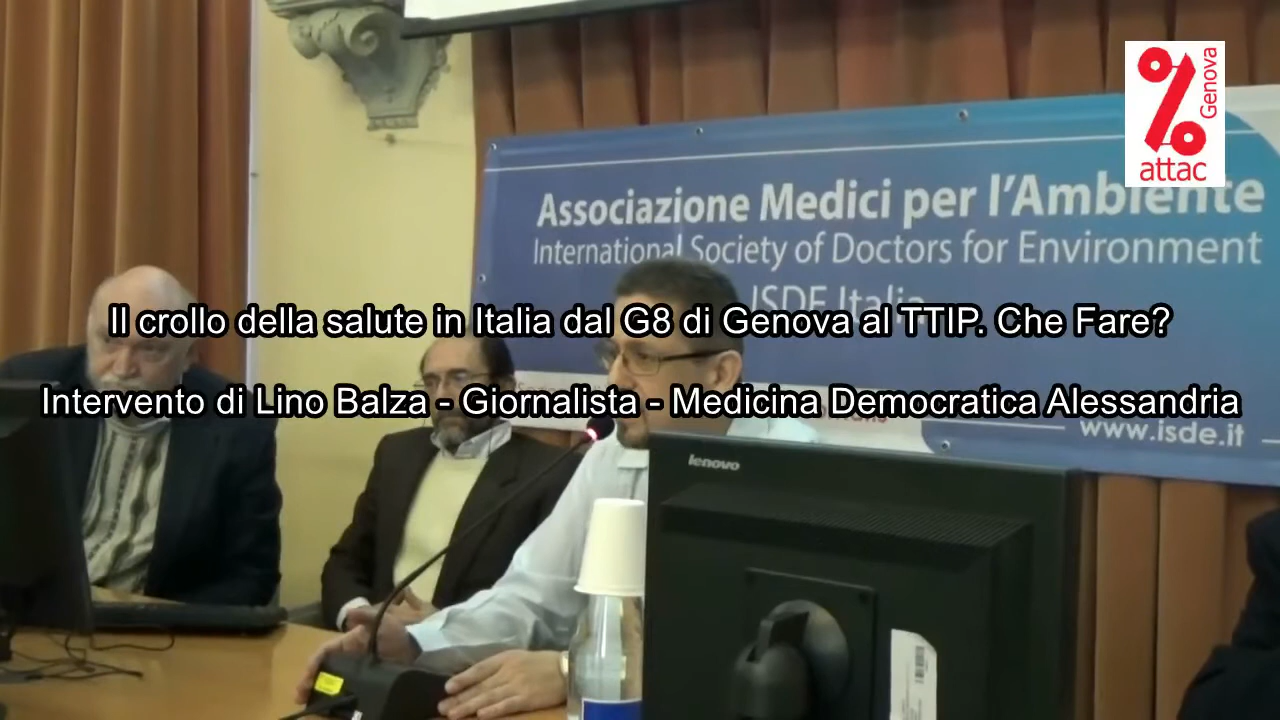 Genova
attac
Associazione Medici per l'Ambiente
International Society of Doctors for Environment
ISDE Italia
Il crollo della salute in Italia dal G8 di Genova al TTIP. Che Fare?
Intervento di Lino Balza - Giornalista - Medicina Democratica Alessandria
www.isde.it
lenovo